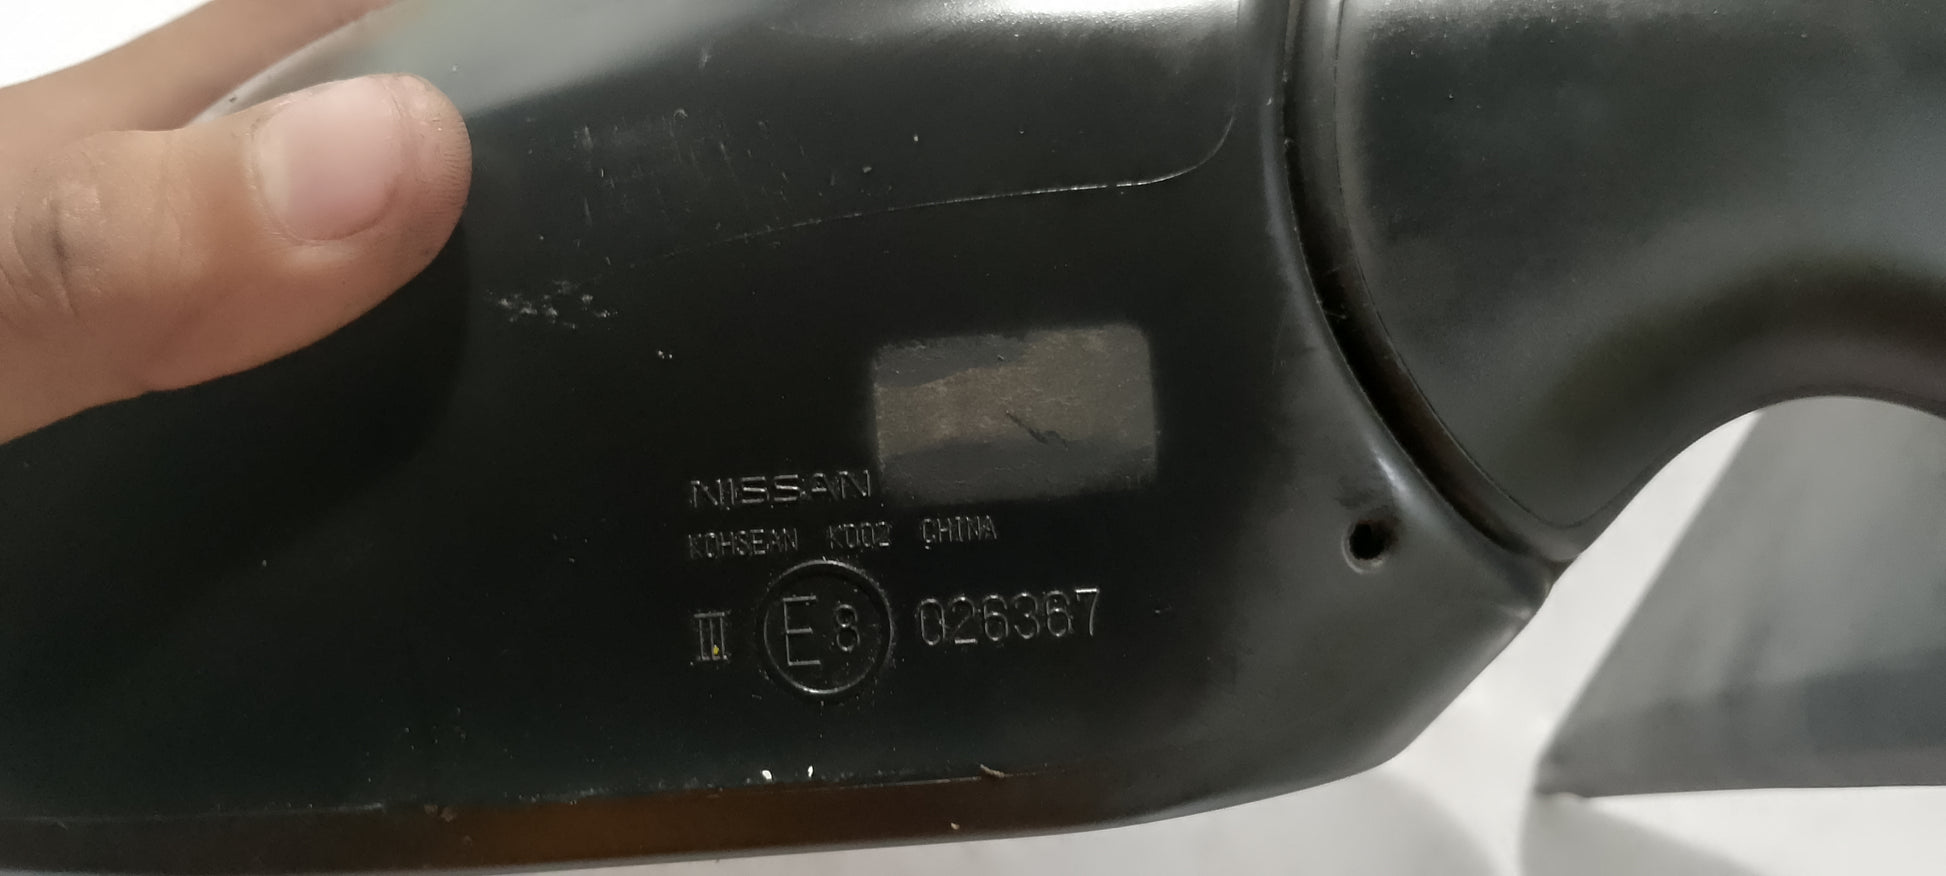 NISSAN
KOHSEAN K002 CHINA
III E8 026367